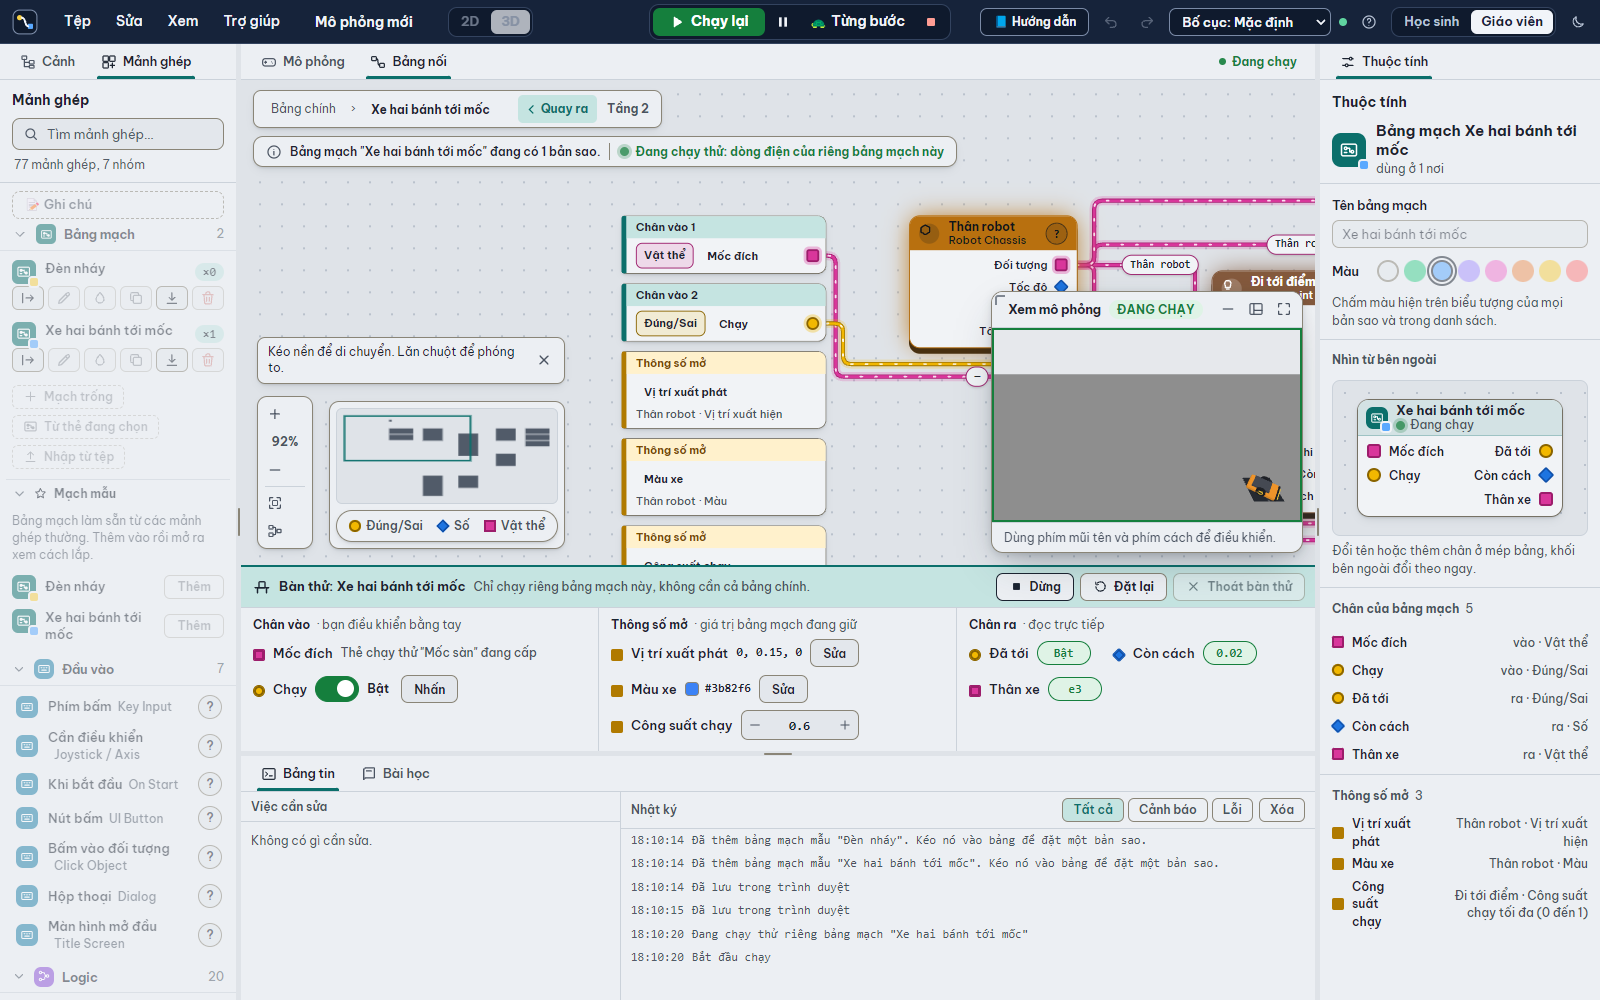 Tệp Sửa Xem Trợ giúp Mô phỏng mới 2D 3D Chạy lại Từng bước Hướng dẫn Bố cục: Mặc định Học sinh Giáo viên
Cảnh Mảnh ghép
Mảnh ghép
Tìm mảnh ghép...
77 mảnh ghép, 7 nhóm
Ghi chú
Bảng mạch 2
Đèn nháy ×0
Xe hai bánh tới mốc ×1
Mạch trống
Từ thẻ đang chọn
Nhập từ tệp
Mạch mẫu
Bảng mạch làm sẵn từ các mảnh
ghép thường. Thêm vào rồi mở ra
xem cách lắp.
Đèn nháy Thêm
Xe hai bánh tới
mốc Thêm
Đầu vào 7
Phím bấm Key Input ?
Cần điều khiển
Joystick / Axis ?
Khi bắt đầu On Start ?
Nút bấm UI Button ?
Bấm vào đối tượng
Click Object ?
Hộp thoại Dialog ?
Màn hình mở đầu
Title Screen ?
Logic 20
Mô phỏng Bảng nối Đang chạy
Bảng chính › Xe hai bánh tới mốc Quay ra Tầng 2
Bảng mạch "Xe hai bánh tới mốc" đang có 1 bản sao. Đang chạy thử: dòng điện của riêng bảng mạch này
Chân vào 1
Vật thể Mốc đích
Chân vào 2
Đúng/Sai Chạy
Thông số mở
Vị trí xuất phát
Thân robot · Vị trí xuất hiện
Thông số mở
Màu xe
Thân robot · Màu
Thông số mở
Thân robot
Robot Chassis ?
Đối tượng
Tốc độ
Thân robot
Đi tới điểm
Kéo nền để di chuyển. Lăn chuột để phóng
to.
92%
Đúng/Sai Số Vật thể
Xem mô phỏng ĐANG CHẠY
Dùng phím mũi tên và phím cách để điều khiển.
Bàn thử: Xe hai bánh tới mốc Chỉ chạy riêng bảng mạch này, không cần cả bảng chính. Dừng Đặt lại Thoát bàn thử
Chân vào · bạn điều khiển bằng tay
Mốc đích Thẻ chạy thử "Mốc sàn" đang cấp
Chạy Bật Nhấn
Thông số mở · giá trị bảng mạch đang giữ
Vị trí xuất phát 0, 0.15, 0 Sửa
Màu xe #3b82f6 Sửa
Công suất chạy 0.6
Chân ra · đọc trực tiếp
Đã tới Bật Còn cách 0.02
Thân xe e3
Bảng tin Bài học
Việc cần sửa
Không có gì cần sửa.
Nhật ký Tất cả Cảnh báo Lỗi Xóa
18:10:14 Đã thêm bảng mạch mẫu "Đèn nháy". Kéo nó vào bảng để đặt một bản sao.
18:10:14 Đã thêm bảng mạch mẫu "Xe hai bánh tới mốc". Kéo nó vào bảng để đặt một bản sao.
18:10:14 Đã lưu trong trình duyệt
18:10:15 Đã lưu trong trình duyệt
18:10:20 Đang chạy thử riêng bảng mạch "Xe hai bánh tới mốc"
18:10:20 Bắt đầu chạy
Thuộc tính
Thuộc tính
Bảng mạch Xe hai bánh tới
mốc
dùng ở 1 nơi
Tên bảng mạch
Xe hai bánh tới mốc
Màu
Chấm màu hiện trên biểu tượng của mọi
bản sao và trong danh sách.
Nhìn từ bên ngoài
Xe hai bánh tới mốc
Đang chạy
Mốc đích Đã tới
Chạy Còn cách
Thân xe
Đổi tên hoặc thêm chân ở mép bảng, khối
bên ngoài đổi theo ngay.
Chân của bảng mạch 5
Mốc đích vào · Vật thể
Chạy vào · Đúng/Sai
Đã tới ra · Đúng/Sai
Còn cách ra · Số
Thân xe ra · Vật thể
Thông số mở 3
Vị trí xuất phát Thân robot · Vị trí xuất hiện
Màu xe Thân robot · Màu
Công suất chạy Đi tới điểm · Công suất chạy tối đa (0 đến 1)